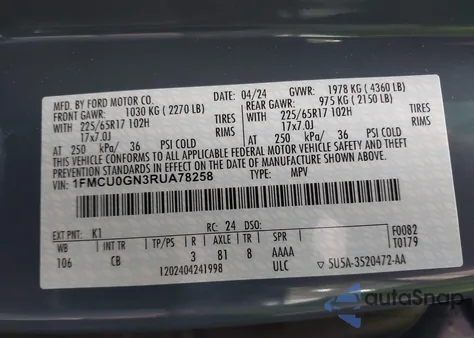 MFD. BY FORD MOTOR CO.
04/24 GVWR: 1978 KG ( 4360 LB)
FRONT GAWR: 1030 KG ( 2270 LB) REAR GAWR: 975 KG ( 2150 LB)
WITH 225/65R17 102H TIRES WITH 225/65R17 102H TIRES
17x7.0J RIMS 17x7.0J RIMS
AT 250 kPa/ 36 PSI COLD AT 250 kPa/ 36 PSI COLD
THIS VEHICLE CONFORMS TO ALL APPLICABLE FEDERAL MOTOR VEHICLE SAFETY AND THEFT PREVENTION STANDARDS IN EFFECT ON THE DATE OF MANUFACTURE SHOWN ABOVE.
VIN: 1FMCU0GN3RUA78258 TYPE: MPV
EXT PNT: K1 RC: 24 DSO: F0082
WB INT TR TP/PS R AXLE TR SPR T0179
106 CB 3 81 8 AAAA
1202404241998 ULC 5U5A-3520472-AA
autoSnap